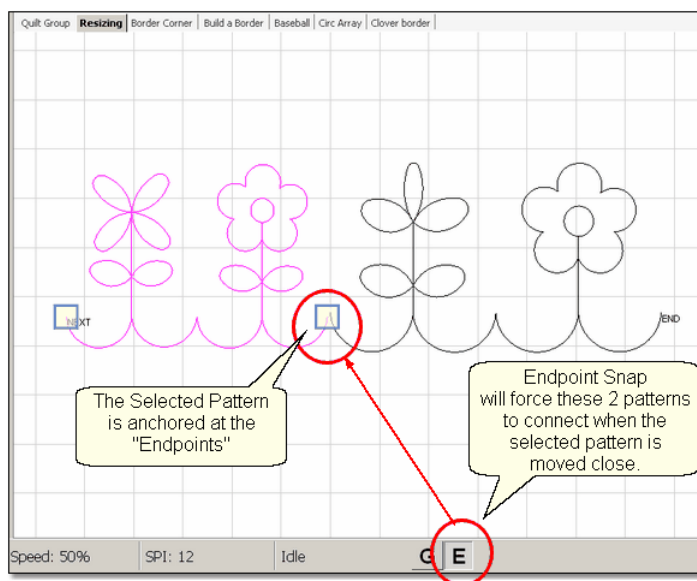 Quilt Group Resizing Border Corner Build a Border Baseball Circ Array Clover border
NEXT
END
The Selected Pattern
is anchored at the
"Endpoints"
Endpoint Snap
will force these 2 patterns
to connect when the
selected pattern is
moved close.
Speed: 50% SPI: 12 Idle G E